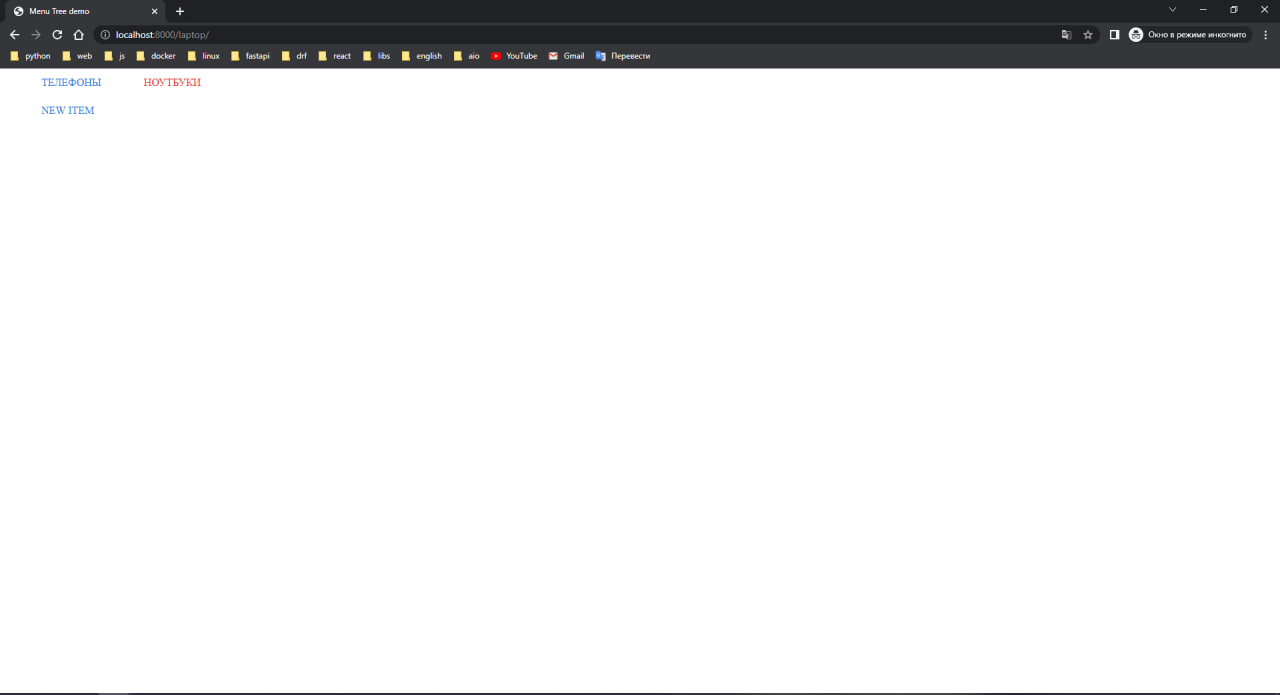 Menu Tree demo
localhost:8000/laptop/
Окно в режиме инкогнито
python web js docker linux fastapi drf react libs english aio YouTube Gmail Перевести
ТЕЛЕФОНЫ НОУТБУКИ
NEW ITEM